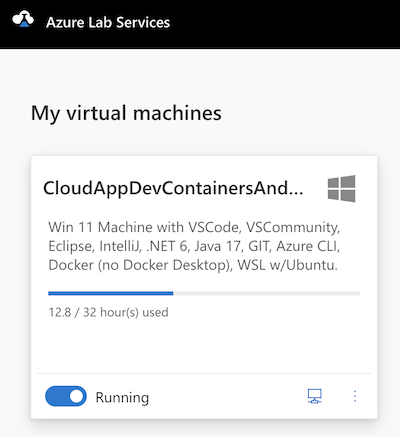 Azure Lab Services
My virtual machines
CloudAppDevContainersAnd...
Win 11 Machine with VSCode, VSCommunity,
Eclipse, IntelliJ, .NET 6, Java 17, GIT, Azure CLI,
Docker (no Docker Desktop), WSL w/Ubuntu.
12.8 / 32 hour(s) used
Running